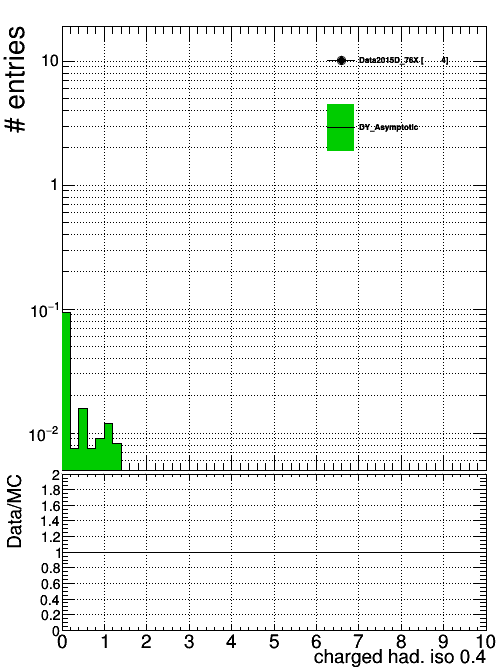 # entries
10
1
10⁻¹
10⁻²
Data2015D_76X [ 4]
DY_Asymptotic
Data/MC
2
1.8
1.6
1.4
1.2
1
0.8
0.6
0.4
0.2
0
0 1 2 3 4 5 6 7 8 9 10
charged had. iso 0.4